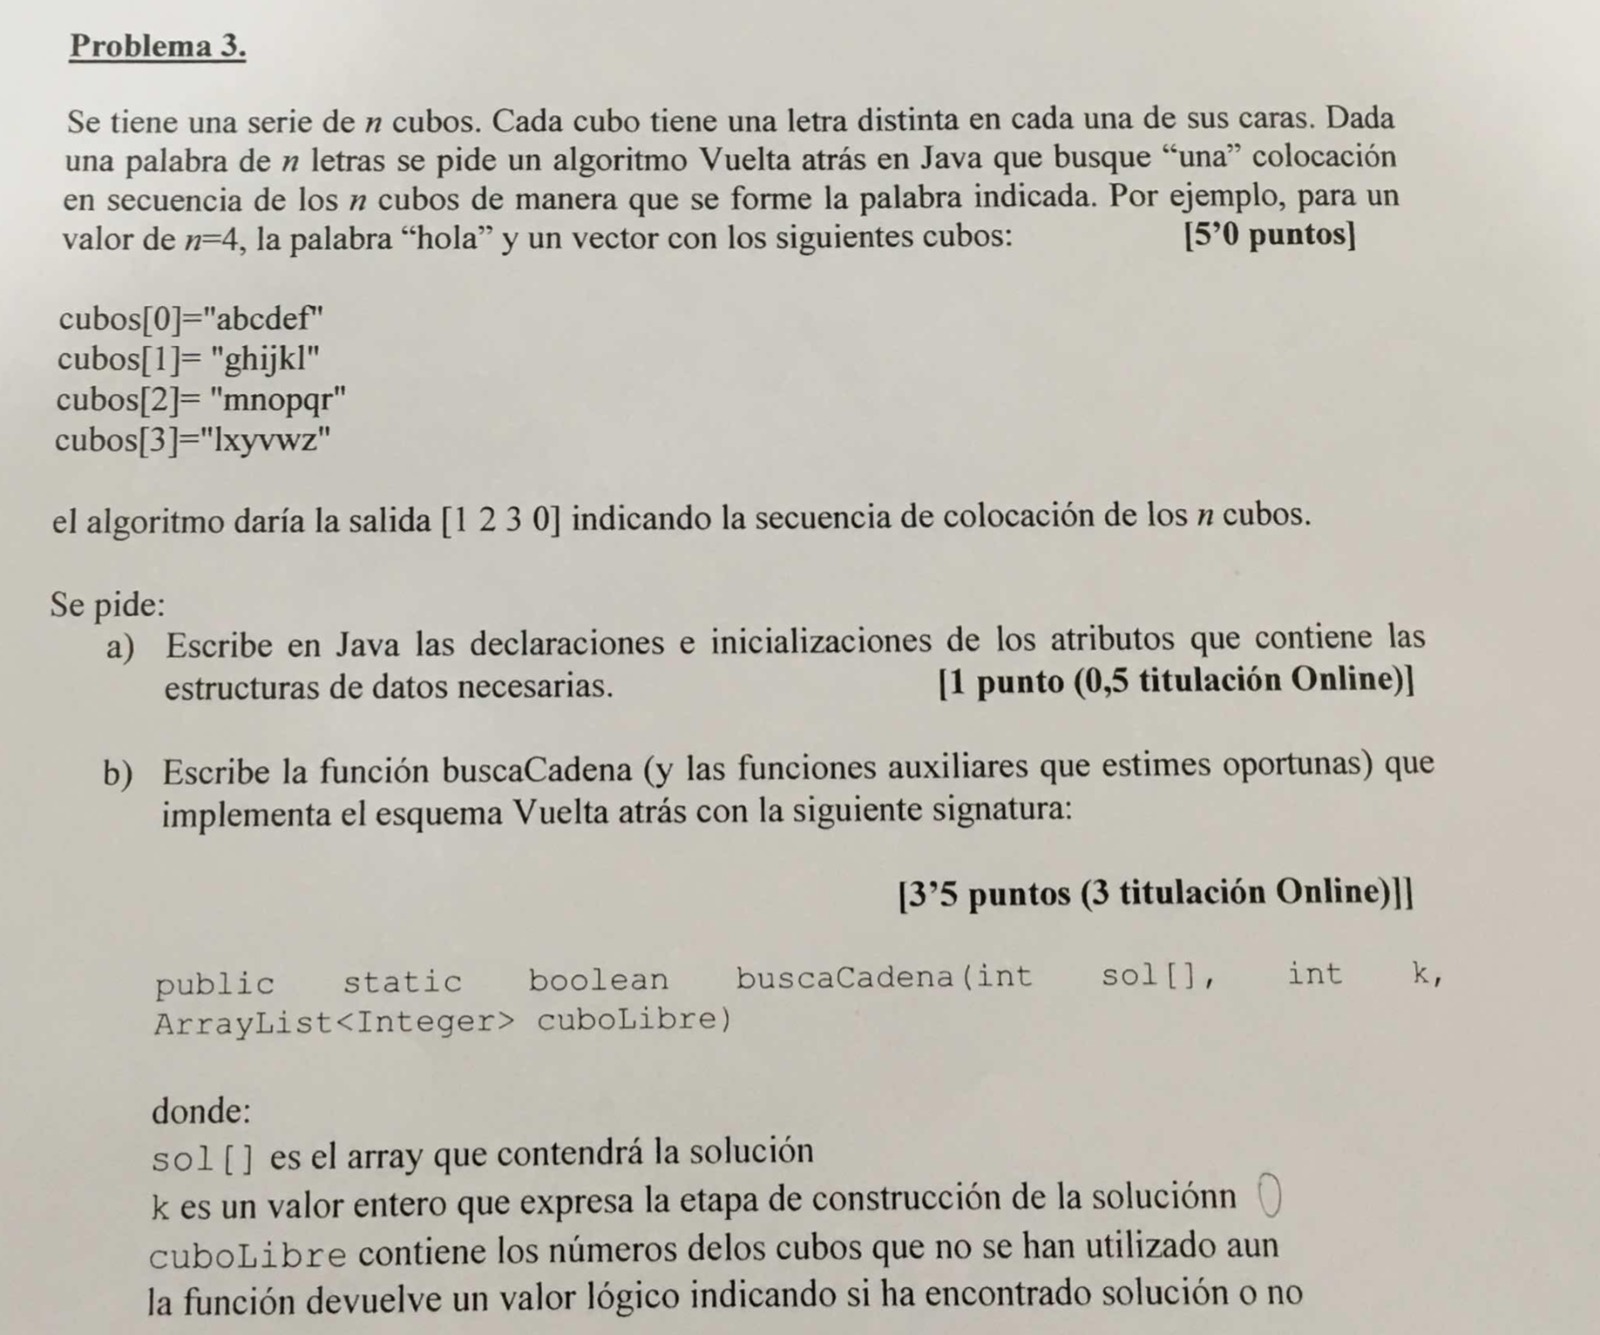 Problema 3.
Se tiene una serie de n cubos. Cada cubo tiene una letra distinta en cada una de sus caras. Dada
una palabra de n letras se pide un algoritmo Vuelta atrás en Java que busque “una” colocación
en secuencia de los n cubos de manera que se forme la palabra indicada. Por ejemplo, para un
valor de n=4, la palabra “hola” y un vector con los siguientes cubos: [5’0 puntos]
cubos[0]="abcdef"
cubos[1]= "ghijkl"
cubos[2]= "mnopqr"
cubos[3]="lxyvwz"
el algoritmo daría la salida [1 2 3 0] indicando la secuencia de colocación de los n cubos.
Se pide:
a) Escribe en Java las declaraciones e inicializaciones de los atributos que contiene las
estructuras de datos necesarias. [1 punto (0,5 titulación Online)]
b) Escribe la función buscaCadena (y las funciones auxiliares que estimes oportunas) que
implementa el esquema Vuelta atrás con la siguiente signatura:
[3’5 puntos (3 titulación Online)]]
public static boolean buscaCadena(int sol[], int k,
ArrayList<Integer> cuboLibre)
donde:
sol[] es el array que contendrá la solución
k es un valor entero que expresa la etapa de construcción de la soluciónn
cuboLibre contiene los números delos cubos que no se han utilizado aun
la función devuelve un valor lógico indicando si ha encontrado solución o no